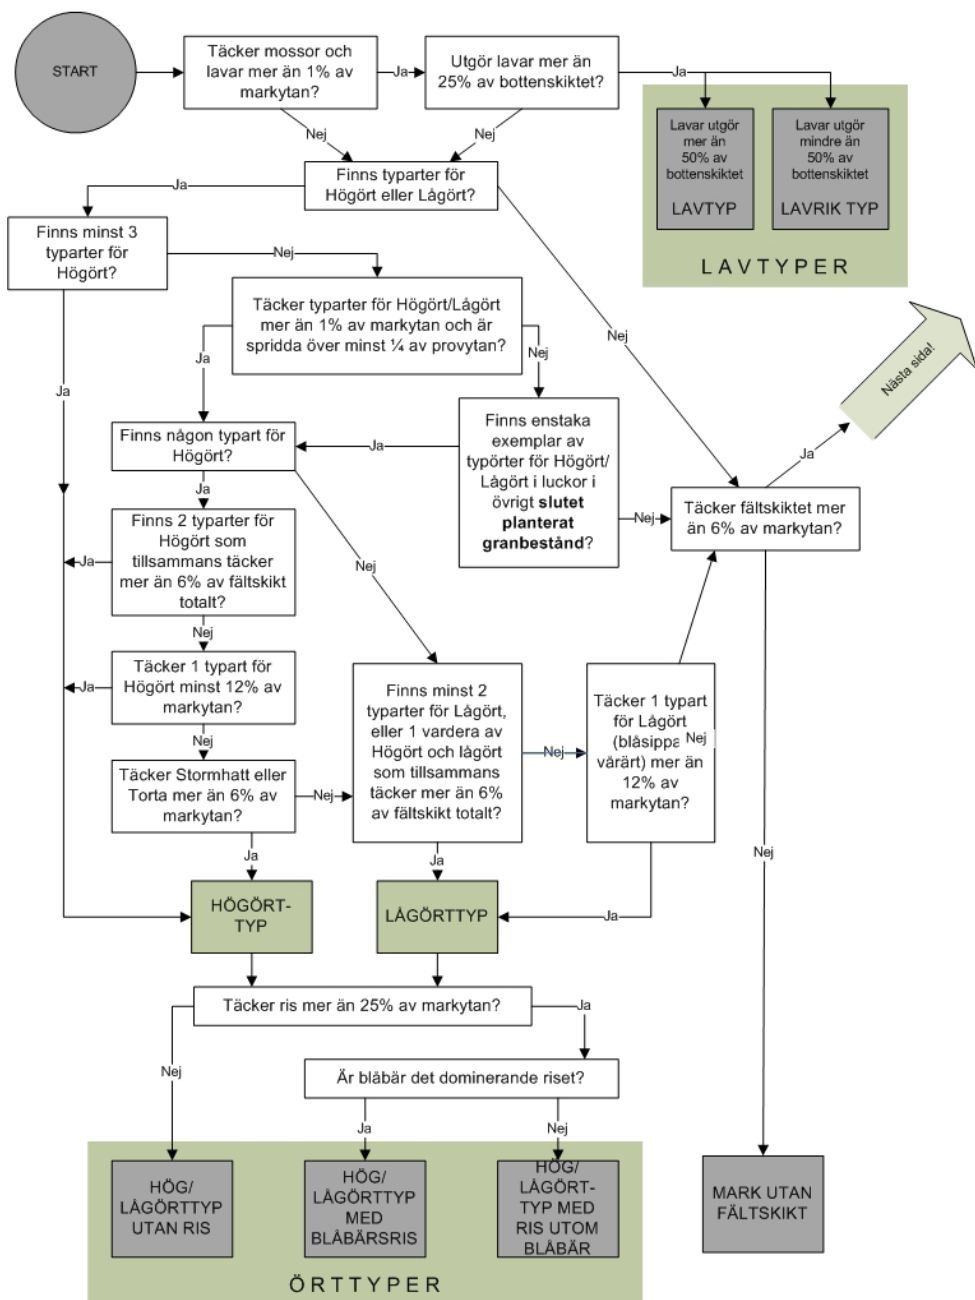 START
Täcker mossor och
lavar mer än 1% av
markytan?
Ja
Utgör lavar mer än
25% av bottenskiktet?
Ja
Nej
Nej
Lavar utgör
mer än
50% av
bottenskiktet
LAVTYP
Lavar utgör
mindre än
50% av
bottenskiktet
LAVRIK TYP
LAVTYPER
Finns typarter för
Högört eller Lågört?
Ja
Nej
Finns minst 3
typarter för
Högört?
Nej
Ja
Täcker typarter för Högört/Lågört
mer än 1% av markytan och är
spridda över minst ¼ av provytan?
Ja
Nej
Nästa sida!
Finns någon typart för
Högört?
Ja
Ja
Nej
Finns enstaka
exemplar av
typörter för Högört/
Lågört i luckor i
övrigt slutet
planterat
granbestånd?
Nej
Täcker fältskiktet mer
än 6% av markytan?
Ja
Nej
Finns 2 typarter för
Högört som
tillsammans täcker
mer än 6% av fältskikt
totalt?
Ja
Nej
Täcker 1 typart för
Högört minst 12% av
markytan?
Ja
Nej
Täcker Stormhatt eller
Torta mer än 6% av
markytan?
Nej
Ja
Finns minst 2
typarter för Lågört,
eller 1 vardera av
Högört och lågört
som tillsammans
täcker mer än 6%
av fältskikt totalt?
Nej
Ja
Täcker 1 typart
för Lågört
(blåsippa
vårärt) mer än
12% av
markytan?
Nej
Ja
HÖGÖRT-
TYP
LÅGÖRTTYP
Täcker ris mer än 25% av markytan?
Nej
Ja
Är blåbär det dominerande riset?
Ja
Nej
HÖG/
LÅGÖRTTYP
UTAN RIS
HÖG/
LÅGÖRTTYP
MED
BLÅBÄRSRIS
HÖG/
LÅGÖRT-
TYP MED
RIS UTOM
BLÅBÄR
ÖRTTYPER
MARK UTAN
FÄLTSKIKT